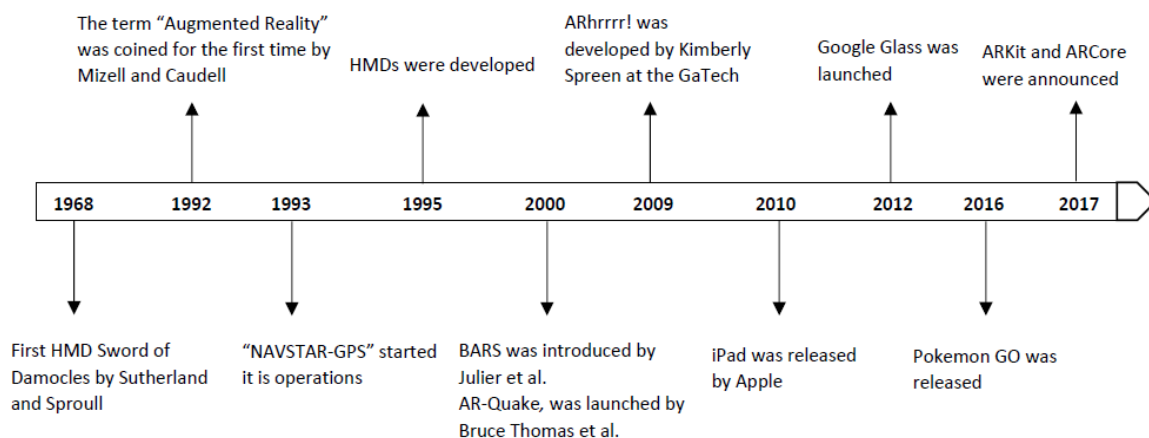 The term “Augmented Reality”
was coined for the first time by
Mizell and Caudell
HMDs were developed
ARhrrrr! was
developed by Kimberly
Spreen at the GaTech
Google Glass was
launched
ARKit and ARCore
were announced
1968 1992 1993 1995 2000 2009 2010 2012 2016 2017
First HMD Sword of
Damocles by Sutherland
and Sproull
“NAVSTAR-GPS” started
it is operations
BARS was introduced by
Julier et al.
AR-Quake, was launched by
Bruce Thomas et al.
iPad was released
by Apple
Pokemon GO was
released